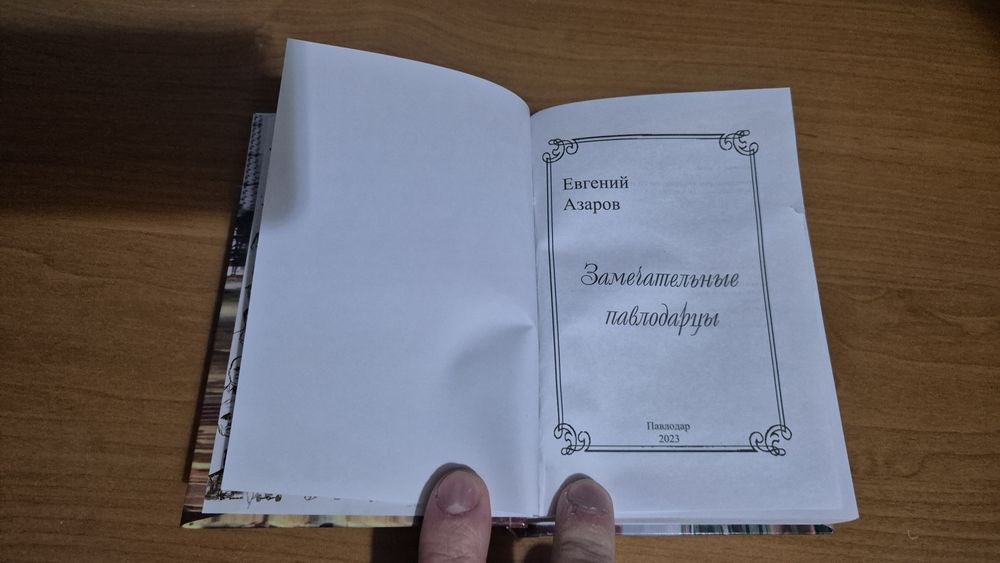 Евгений
Азаров
Замечательные
павлодарцы
Павлодар
2023